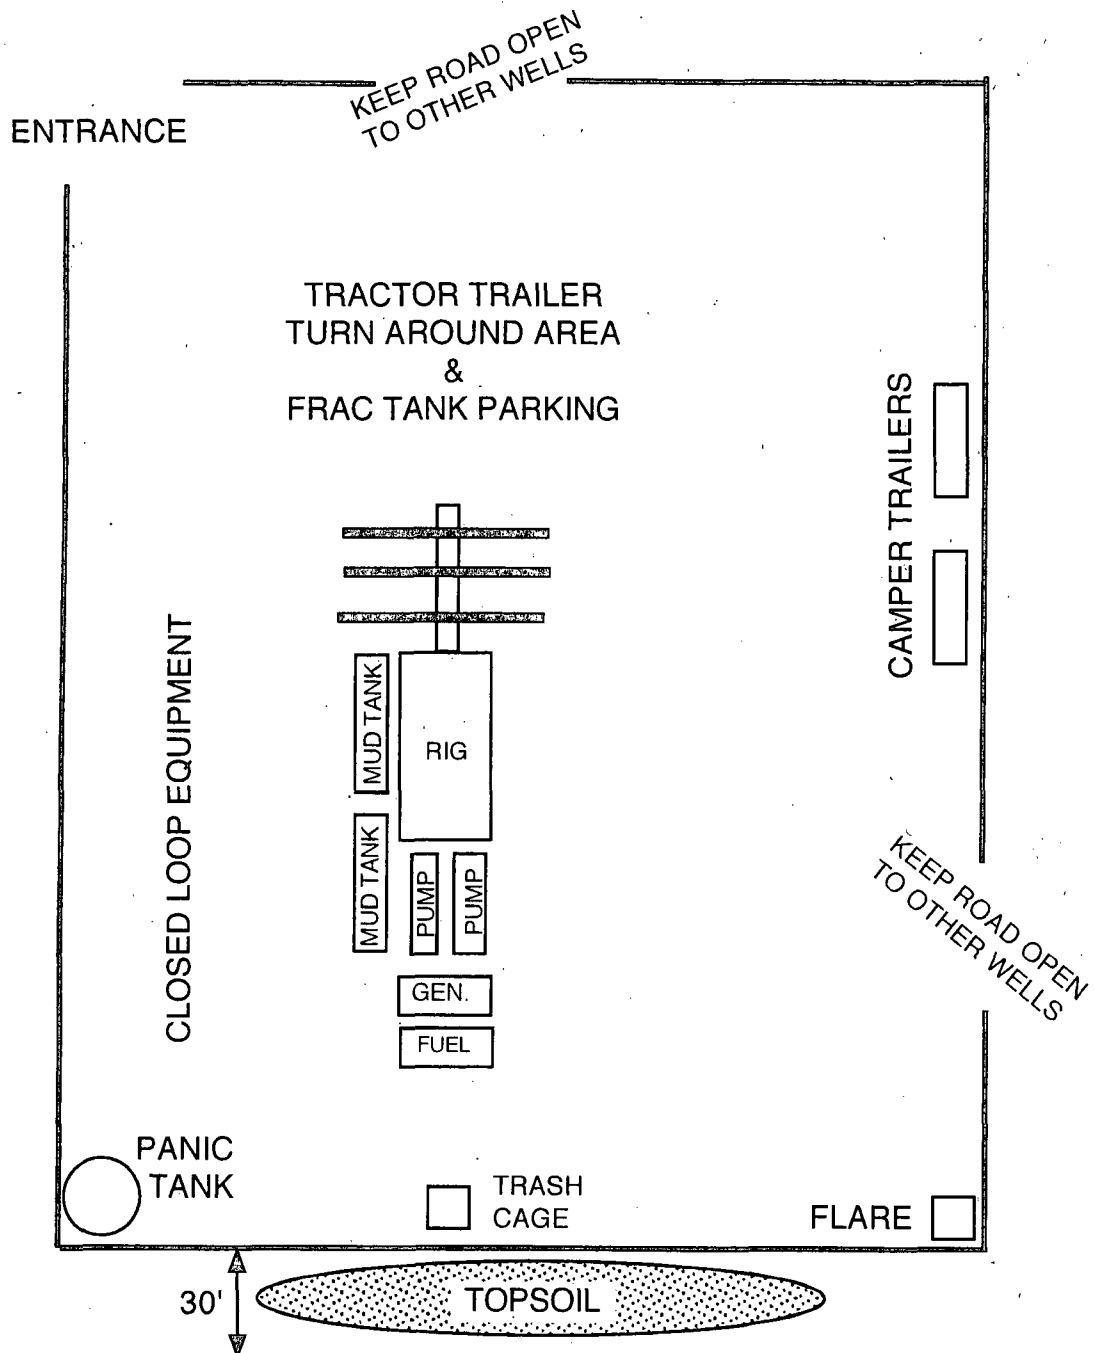 KEEP ROAD OPEN
TO OTHER WELLS
ENTRANCE
TRACTOR TRAILER
TURN AROUND AREA
&
FRAC TANK PARKING
CAMPER TRAILERS
CLOSED LOOP EQUIPMENT
MUD TANK
RIG
MUD TANK
PUMP
PUMP
KEEP ROAD OPEN
TO OTHER WELLS
GEN.
FUEL
PANIC
TANK
TRASH
CAGE
FLARE
30'
TOPSOIL